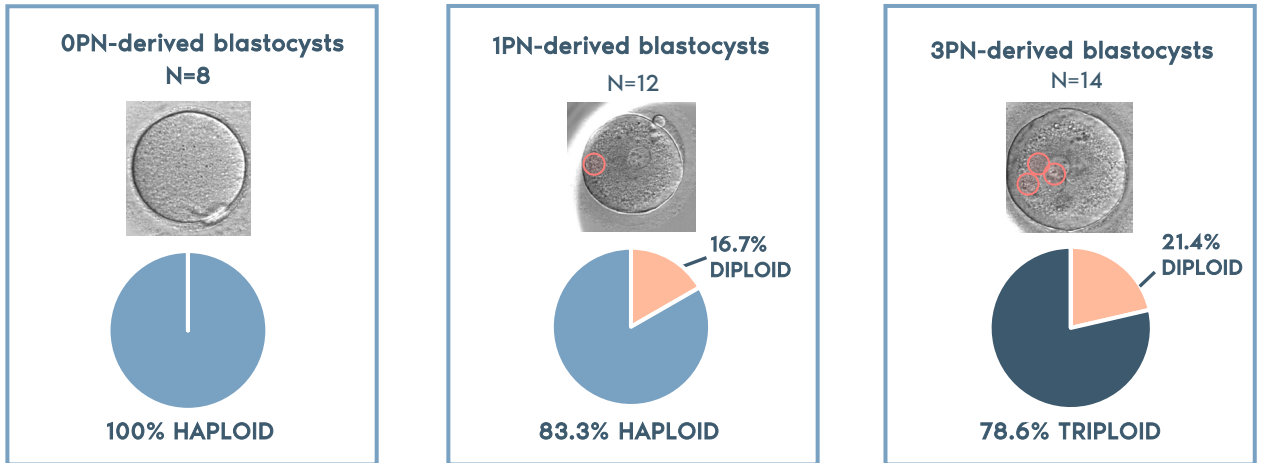 0PN-derived blastocysts
N=8
100% HAPLOID
1PN-derived blastocysts
N=12
16.7%
DIPLOID
83.3% HAPLOID
3PN-derived blastocysts
N=14
21.4%
DIPLOID
78.6% TRIPLOID